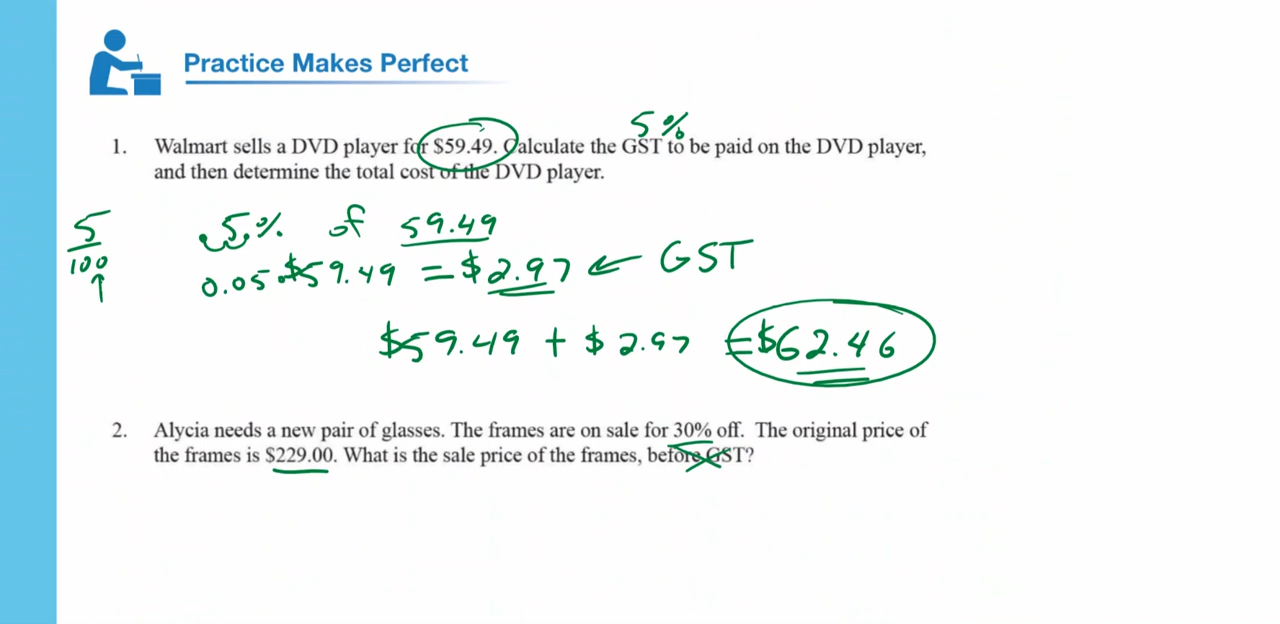 Practice Makes Perfect
5%
1. Walmart sells a DVD player for $59.49. Calculate the GST to be paid on the DVD player,
and then determine the total cost of the DVD player.
5/100 .5.% of 59.49
0.05 · $59.49 = $2.97 ← GST
$59.49 + $2.97 = $62.46
2. Alycia needs a new pair of glasses. The frames are on sale for 30% off. The original price of
the frames is $229.00. What is the sale price of the frames, before GST?